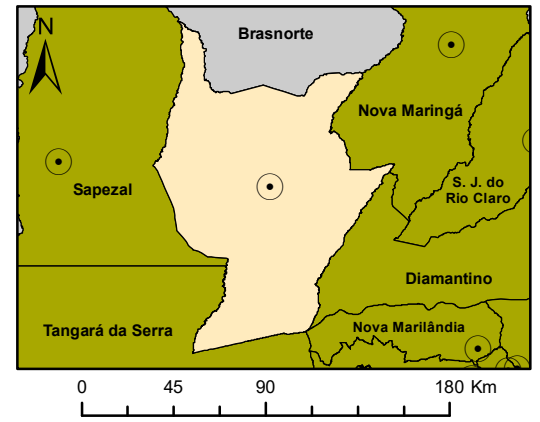 N
Brasnorte
Nova Maringá
S. J. do
Rio Claro
Sapezal
Diamantino
Tangará da Serra
Nova Marilândia
0 45 90 180 Km